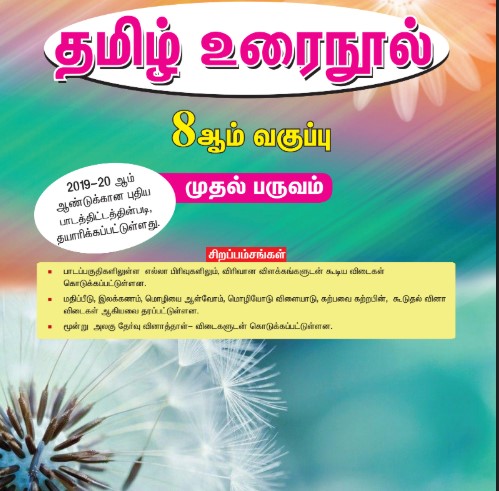 தமிழ் உரைநூல்
8ஆம் வகுப்பு
முதல் பருவம்
2019–20 ஆம்
ஆண்டுக்கான புதிய
பாடத்திட்டத்தின்படி,
தயாரிக்கப்பட்டுள்ளது.
சிறப்பம்சங்கள்
பாடப்பகுதிகளிலுள்ள எல்லா பிரிவுகளிலும், விரிவான விளக்கங்களுடன் கூடிய விடைகள்
கொடுக்கப்பட்டுள்ளன.
மதிப்பீடு, இலக்கணம், மொழியை ஆள்வோம், மொழியோடு விளையாடு, கற்பவை கற்றபின், கூடுதல் வினா
விடைகள் ஆகியவை தரப்பட்டுள்ளன.
மூன்று அலகு தேர்வு வினாத்தாள்– விடைகளுடன் கொடுக்கப்பட்டுள்ளன.